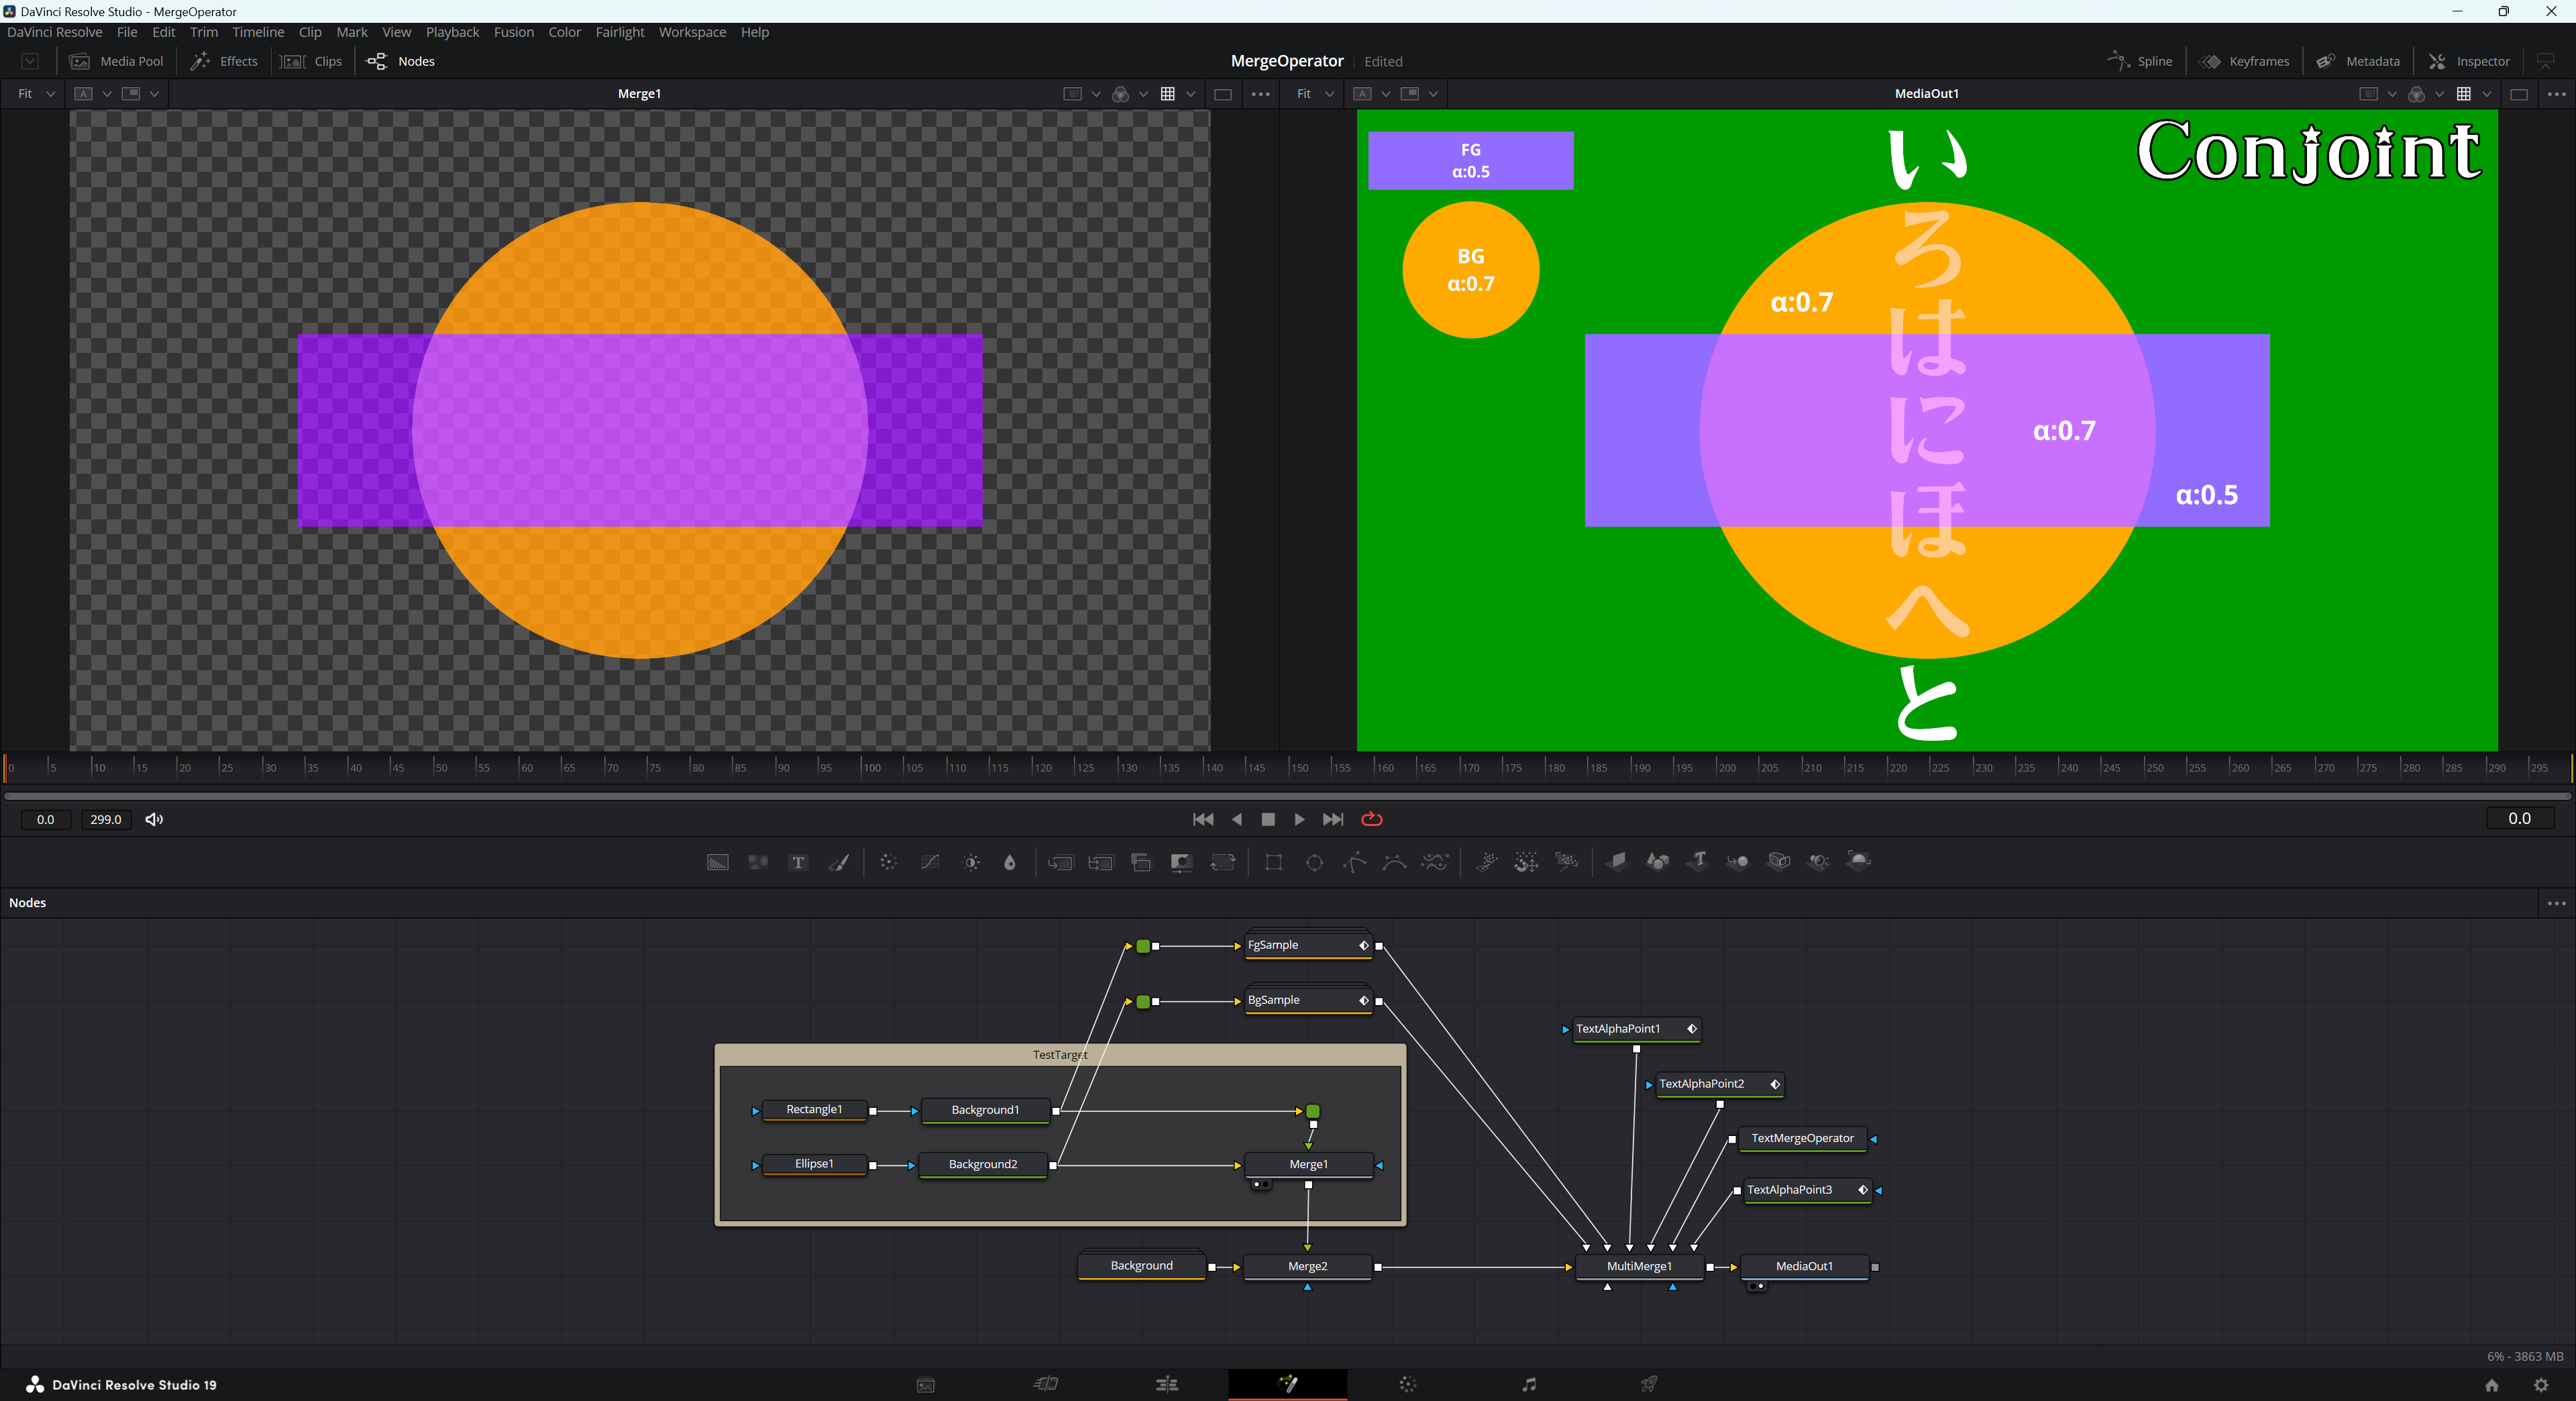 DaVinci Resolve Studio - MergeOperator
DaVinci Resolve File Edit Trim Timeline Clip Mark View Playback Fusion Color Fairlight Workspace Help
Media Pool Effects Clips Nodes MergeOperator Edited Spline Keyframes Metadata Inspector
Fit A Merge1 Fit A MediaOut1
FG
α:0.5
BG
α:0.7
いろはにほへと
Conjoint
α:0.7
α:0.7
α:0.5
0 5 10 15 20 25 30 35 40 45 50 55 60 65 70 75 80 85 90 95 100 105 110 115 120 125 130 135 140 145 150 155 160 165 170 175 180 185 190 195 200 205 210 215 220 225 230 235 240 245 250 255 260 265 270 275 280 285 290 295
0.0 299.0 0.0
T T
Nodes
FgSample
BgSample
TextAlphaPoint1
TestTarget
TextAlphaPoint2
Rectangle1 Background1
TextMergeOperator
Ellipse1 Background2 Merge1
TextAlphaPoint3
Background Merge2 MultiMerge1 MediaOut1
6% - 3863 MB
DaVinci Resolve Studio 19